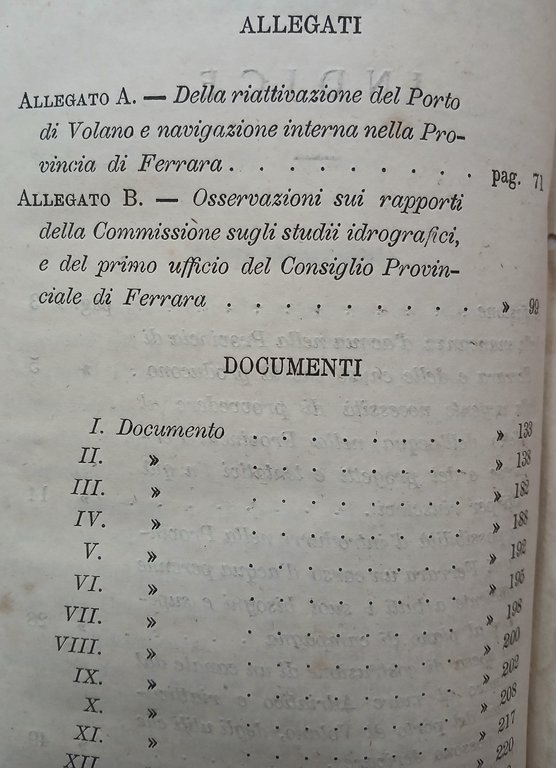 ALLEGATI
ALLEGATO A. — Della riattivazione del Porto
di Volano e navigazione interna nella Pro-
vincia di Ferrara . . . . . . . . . pag. 71
ALLEGATO B. — Osservazioni sui rapporti
della Commissione sugli studii idrografici,
e del primo ufficio del Consiglio Provin-
ciale di Ferrara . . . . . . . . . . » 99
DOCUMENTI
I. Documento . . . . . . » 133
II. » . . . . . . » 138
III. » . . . . . . » 182
IV. » . . . . . . » 188
V. » . . . . . . » 192
VI. » . . . . . . » 195
VII. » . . . . . . » 198
VIII. » . . . . . . » 200
IX. » . . . . . . » 202
X. » . . . . . . » 208
XI. » . . . . . . » 217
XII. » 220